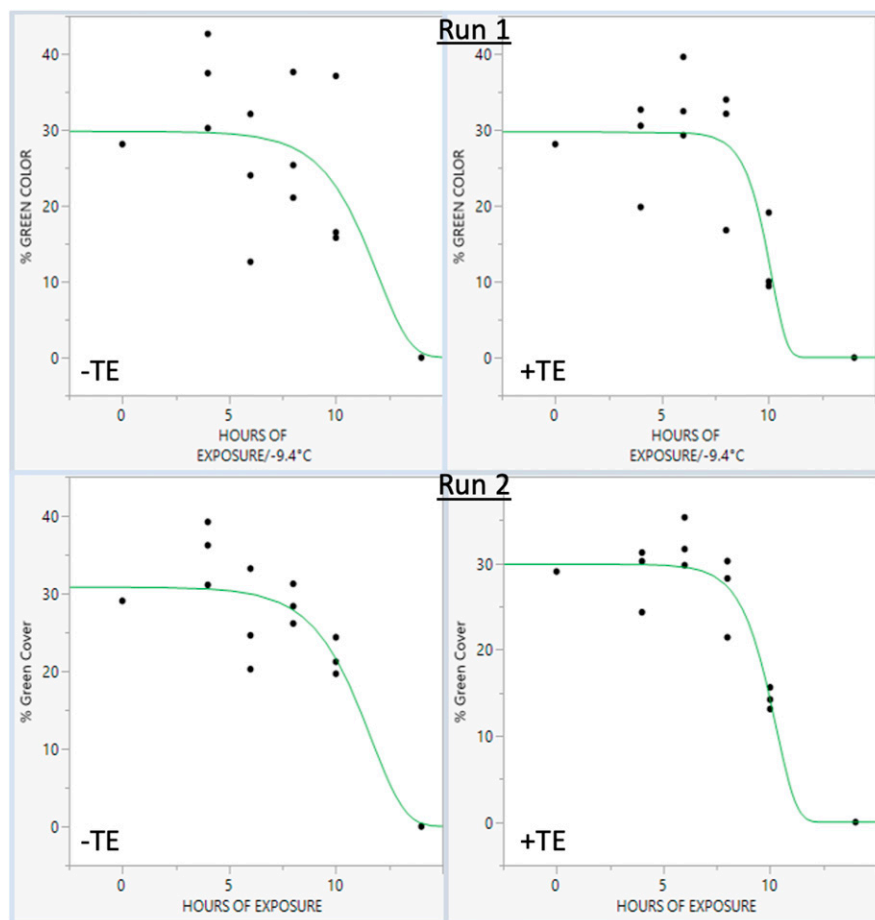 Run 1
% GREEN COLOR
40
30
20
10
0
-TE
0
5
10
HOURS OF
EXPOSURE/-9.4°C
% GREEN COLOR
40
30
20
10
0
+TE
0
5
10
HOURS OF
EXPOSURE/-9.4°C
Run 2
% Green Cover
40
30
20
10
0
-TE
0
5
10
HOURS OF EXPOSURE
% Green Cover
30
20
10
0
+TE
0
5
10
HOURS OF EXPOSURE